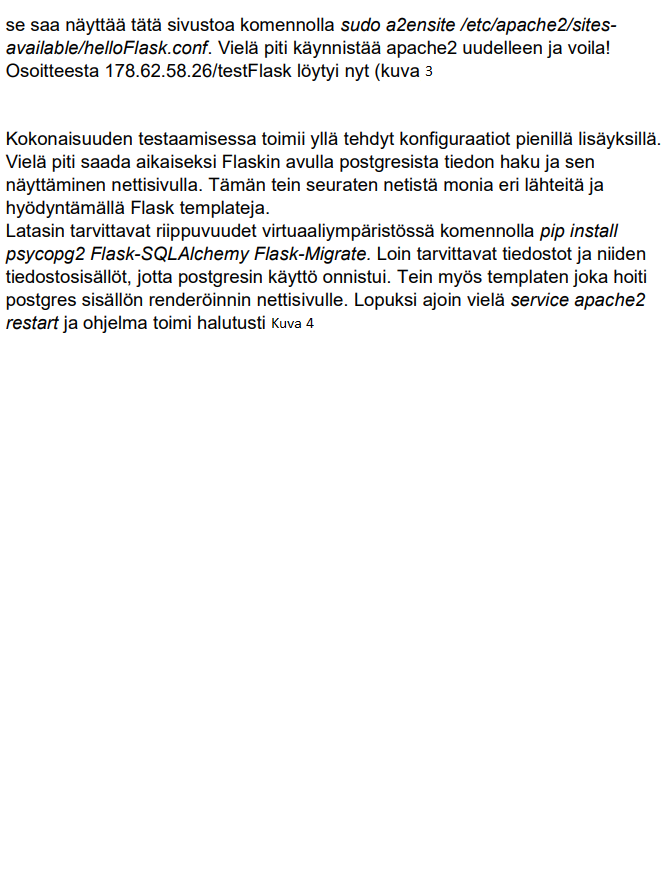 se saa näyttää tätä sivustoa komennolla sudo a2ensite /etc/apache2/sites-
available/helloFlask.conf. Vielä piti käynnistää apache2 uudelleen ja voila!
Osoitteesta 178.62.58.26/testFlask löytyi nyt (kuva 3
Kokonaisuuden testaamisessa toimii yllä tehdyt konfiguraatiot pienillä lisäyksillä.
Vielä piti saada aikaiseksi Flaskin avulla postgresista tiedon haku ja sen
näyttäminen nettisivulla. Tämän tein seuraten netistä monia eri lähteitä ja
hyödyntämällä Flask templateja.
Latasin tarvittavat riippuvuudet virtuaaliympäristössä komennolla pip install
psycopg2 Flask-SQLAlchemy Flask-Migrate. Loin tarvittavat tiedostot ja niiden
tiedostosisällöt, jotta postgresin käyttö onnistui. Tein myös templaten joka hoiti
postgres sisällön renderöinnin nettisivulle. Lopuksi ajoin vielä service apache2
restart ja ohjelma toimi halutusti Kuva 4